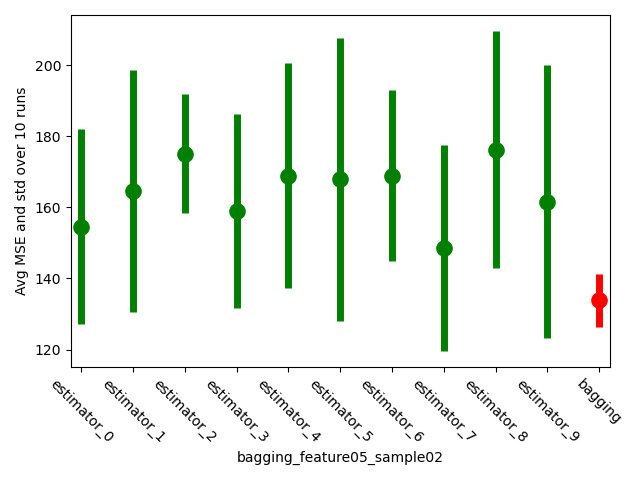 Avg MSE and std over 10 runs
200
180
160
140
120
estimator_0
estimator_1
estimator_2
estimator_3
estimator_4
estimator_5
estimator_6
estimator_7
estimator_8
estimator_9
bagging
bagging_feature05_sample02